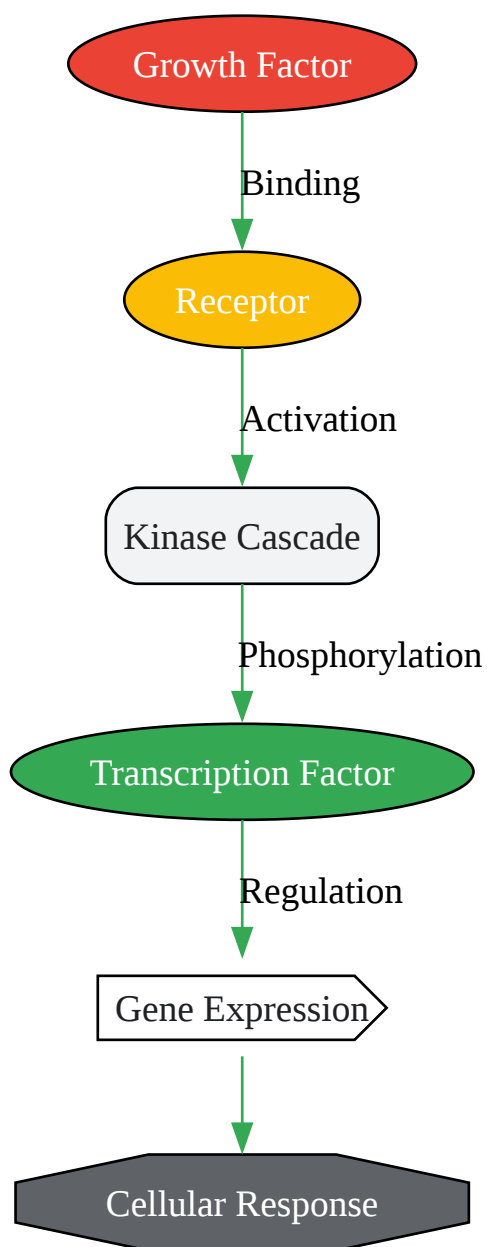 Growth Factor
Binding
Receptor
Activation
Kinase Cascade
Phosphorylation
Transcription Factor
Regulation
Gene Expression
Cellular Response